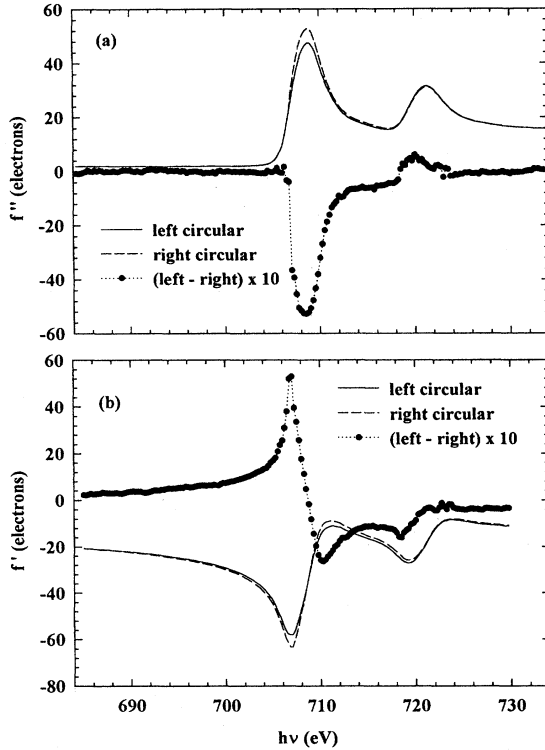 (a)
60
40
20
0
-20
-40
-60
f'' (electrons)
left circular
right circular
(left - right) x 10
(b)
60
40
20
0
-20
-40
-60
-80
f' (electrons)
left circular
right circular
(left - right) x 10
690 700 710 720 730
hν (eV)